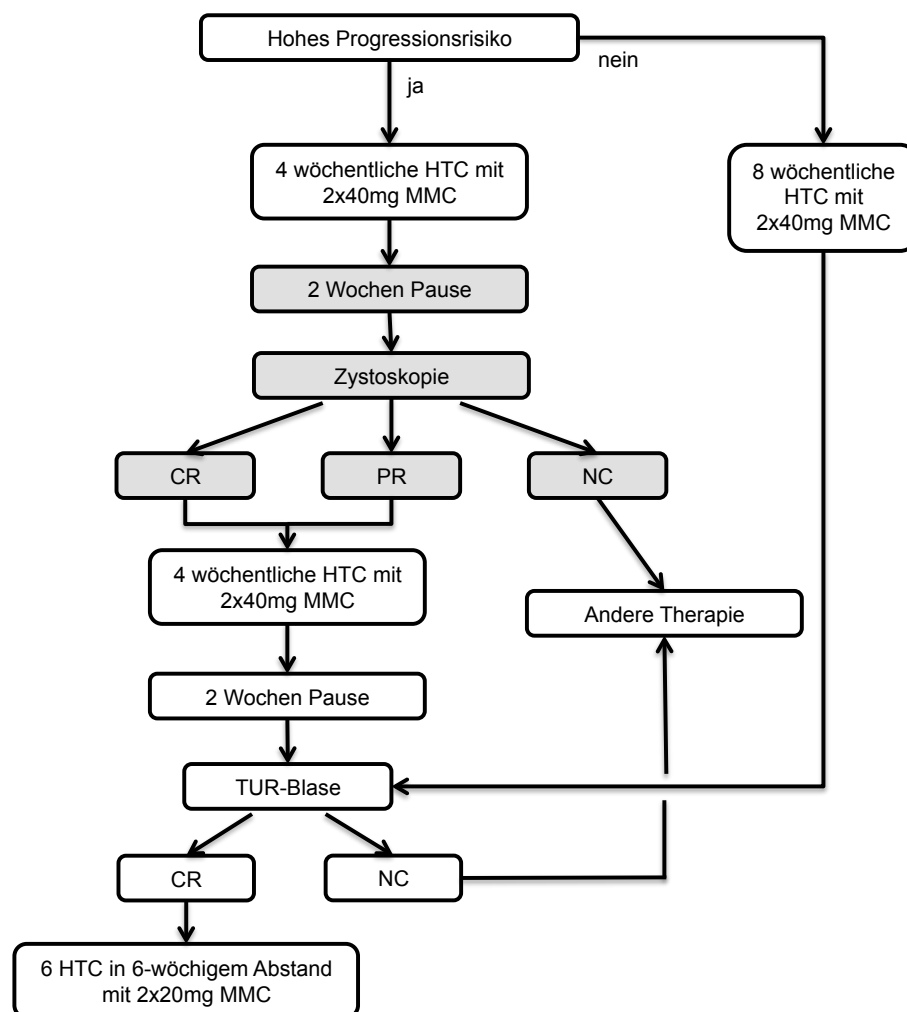 Hohes Progressionsrisiko
nein
ja
4 wöchentliche HTC mit
2x40mg MMC
8 wöchentliche
HTC mit
2x40mg MMC
2 Wochen Pause
Zystoskopie
CR
PR
NC
4 wöchentliche HTC mit
2x40mg MMC
Andere Therapie
2 Wochen Pause
TUR-Blase
CR
NC
6 HTC in 6-wöchigem Abstand
mit 2x20mg MMC